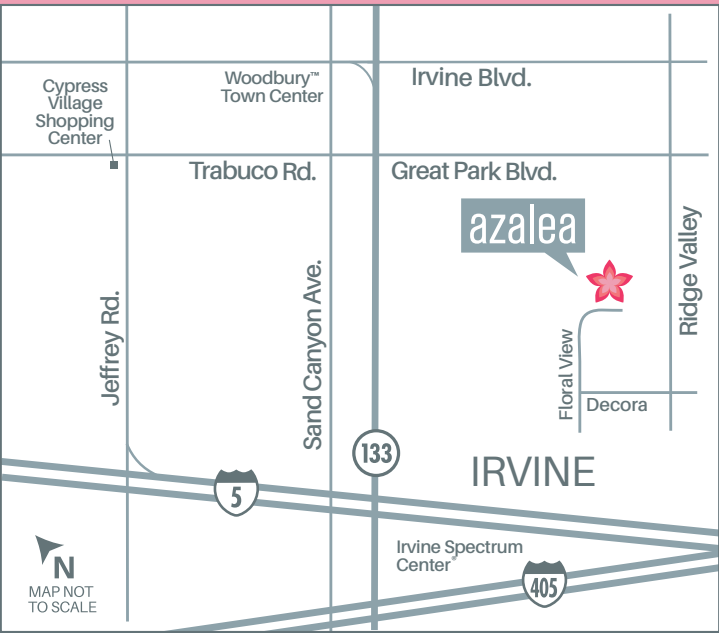 Irvine Blvd.
Woodbury™
Town Center
Cypress
Village
Shopping
Center
Trabuco Rd.
Great Park Blvd.
azalea
Ridge Valley
Sand Canyon Ave.
Jeffrey Rd.
Floral View
Decora
133
IRVINE
5
Irvine Spectrum
Center®
405
N
MAP NOT
TO SCALE